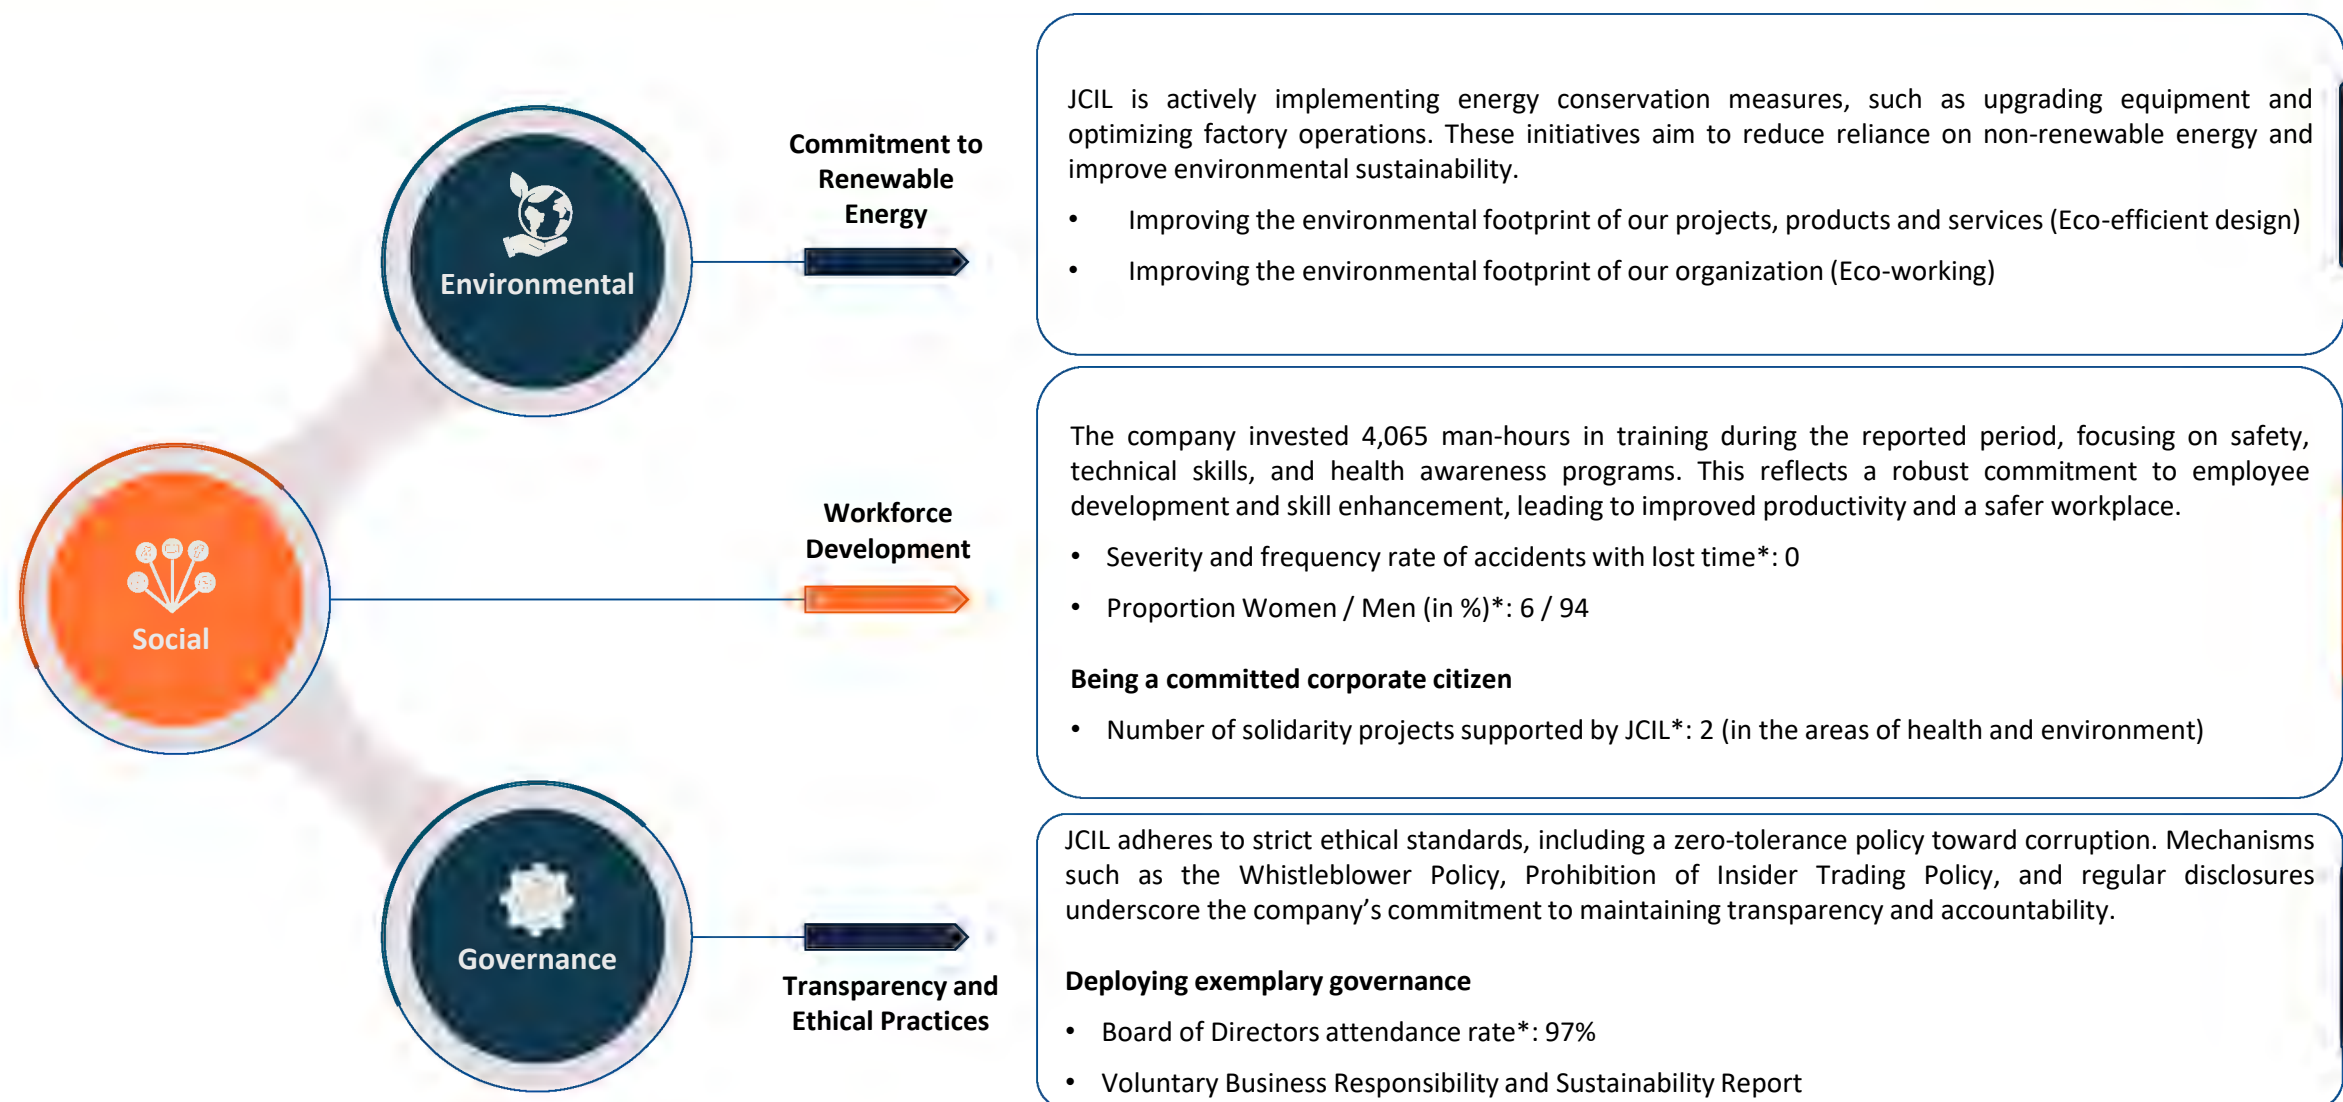 Environmental
Commitment to
Renewable
Energy
JCIL is actively implementing energy conservation measures, such as upgrading equipment and
optimizing factory operations. These initiatives aim to reduce reliance on non-renewable energy and
improve environmental sustainability.
• Improving the environmental footprint of our projects, products and services (Eco-efficient design)
• Improving the environmental footprint of our organization (Eco-working)
Social
Workforce
Development
The company invested 4,065 man-hours in training during the reported period, focusing on safety,
technical skills, and health awareness programs. This reflects a robust commitment to employee
development and skill enhancement, leading to improved productivity and a safer workplace.
• Severity and frequency rate of accidents with lost time*: 0
• Proportion Women / Men (in %)*: 6 / 94
Being a committed corporate citizen
• Number of solidarity projects supported by JCIL*: 2 (in the areas of health and environment)
Governance
Transparency and
Ethical Practices
JCIL adheres to strict ethical standards, including a zero-tolerance policy toward corruption. Mechanisms
such as the Whistleblower Policy, Prohibition of Insider Trading Policy, and regular disclosures
underscore the company’s commitment to maintaining transparency and accountability.
Deploying exemplary governance
• Board of Directors attendance rate*: 97%
• Voluntary Business Responsibility and Sustainability Report